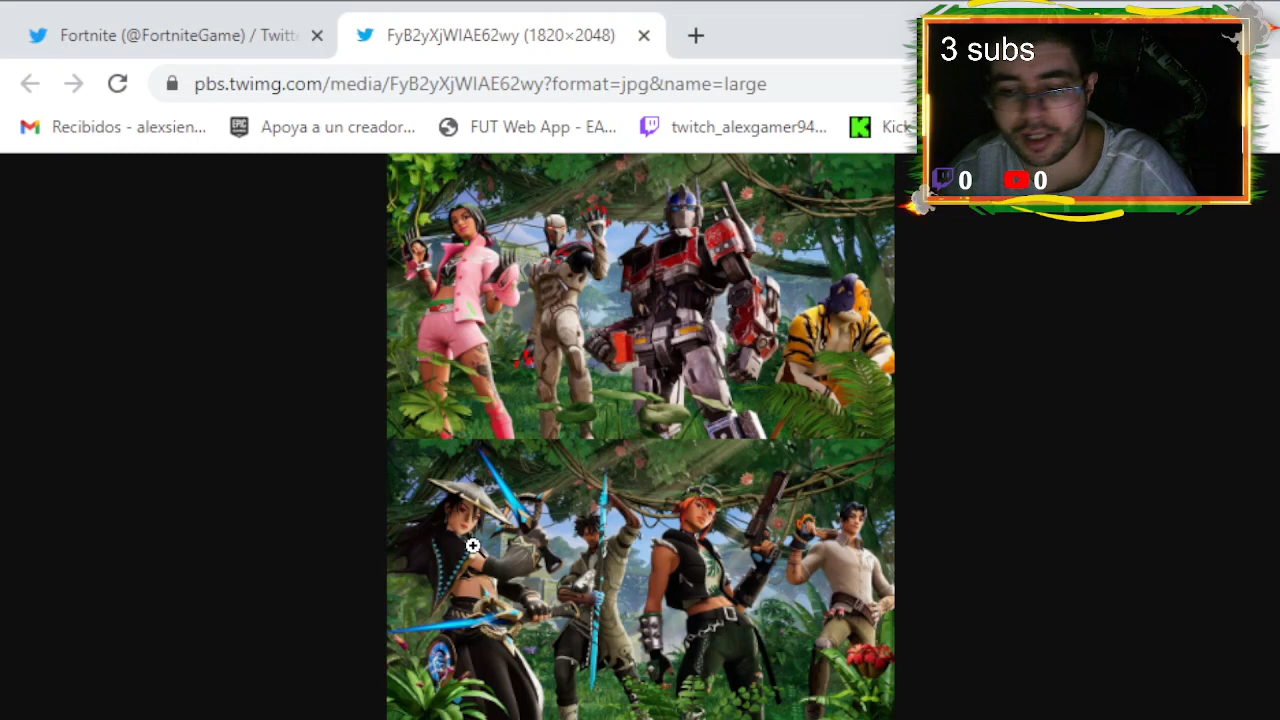 Fortnite (@FortniteGame) / Twitt
FyB2yXjWIAE62wy (1820×2048)
3 subs
pbs.twimg.com/media/FyB2yXjWIAE62wy?format=jpg&name=large
Recibidos - alexsien...
EPIC
Apoya a un creador...
FUT Web App - EA...
twitch_alexgamer94...
K
Kick
0
0